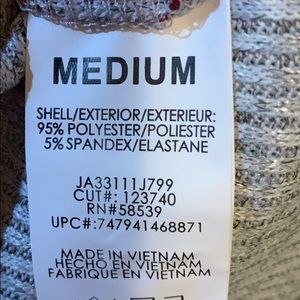 MEDIUM
SHELL/EXTERIOR/EXTERIEUR:
95% POLYESTER/POLIESTER
5% SPANDEX/ELASTANE
JA33111J799
CUT#: 123740
RN#58539
UPC#:747941468871
MADE IN VIETNAM
HECHO EN VIETNAM
FABRIQUE EN VIETNAM